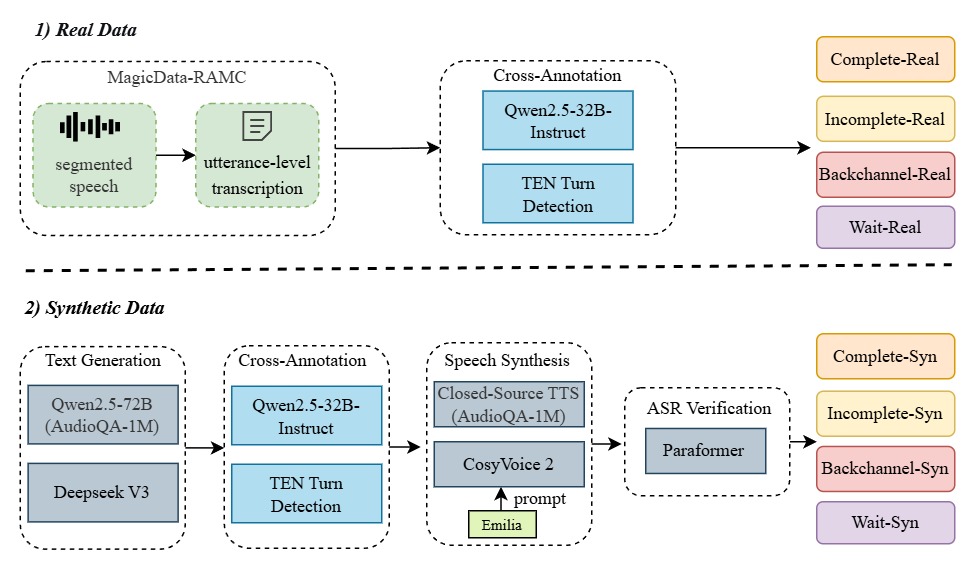 1) Real Data
MagicData-RAMC
segmented
speech
utterance-level
transcription
Cross-Annotation
Qwen2.5-32B-
Instruct
TEN Turn
Detection
Complete-Real
Incomplete-Real
Backchannel-Real
Wait-Real
2) Synthetic Data
Text Generation
Qwen2.5-72B
(AudioQA-1M)
Deepseek V3
Cross-Annotation
Qwen2.5-32B-
Instruct
TEN Turn
Detection
Speech Synthesis
Closed-Source TTS
(AudioQA-1M)
CosyVoice 2
prompt
Emilia
ASR Verification
Paraformer
Complete-Syn
Incomplete-Syn
Backchannel-Syn
Wait-Syn